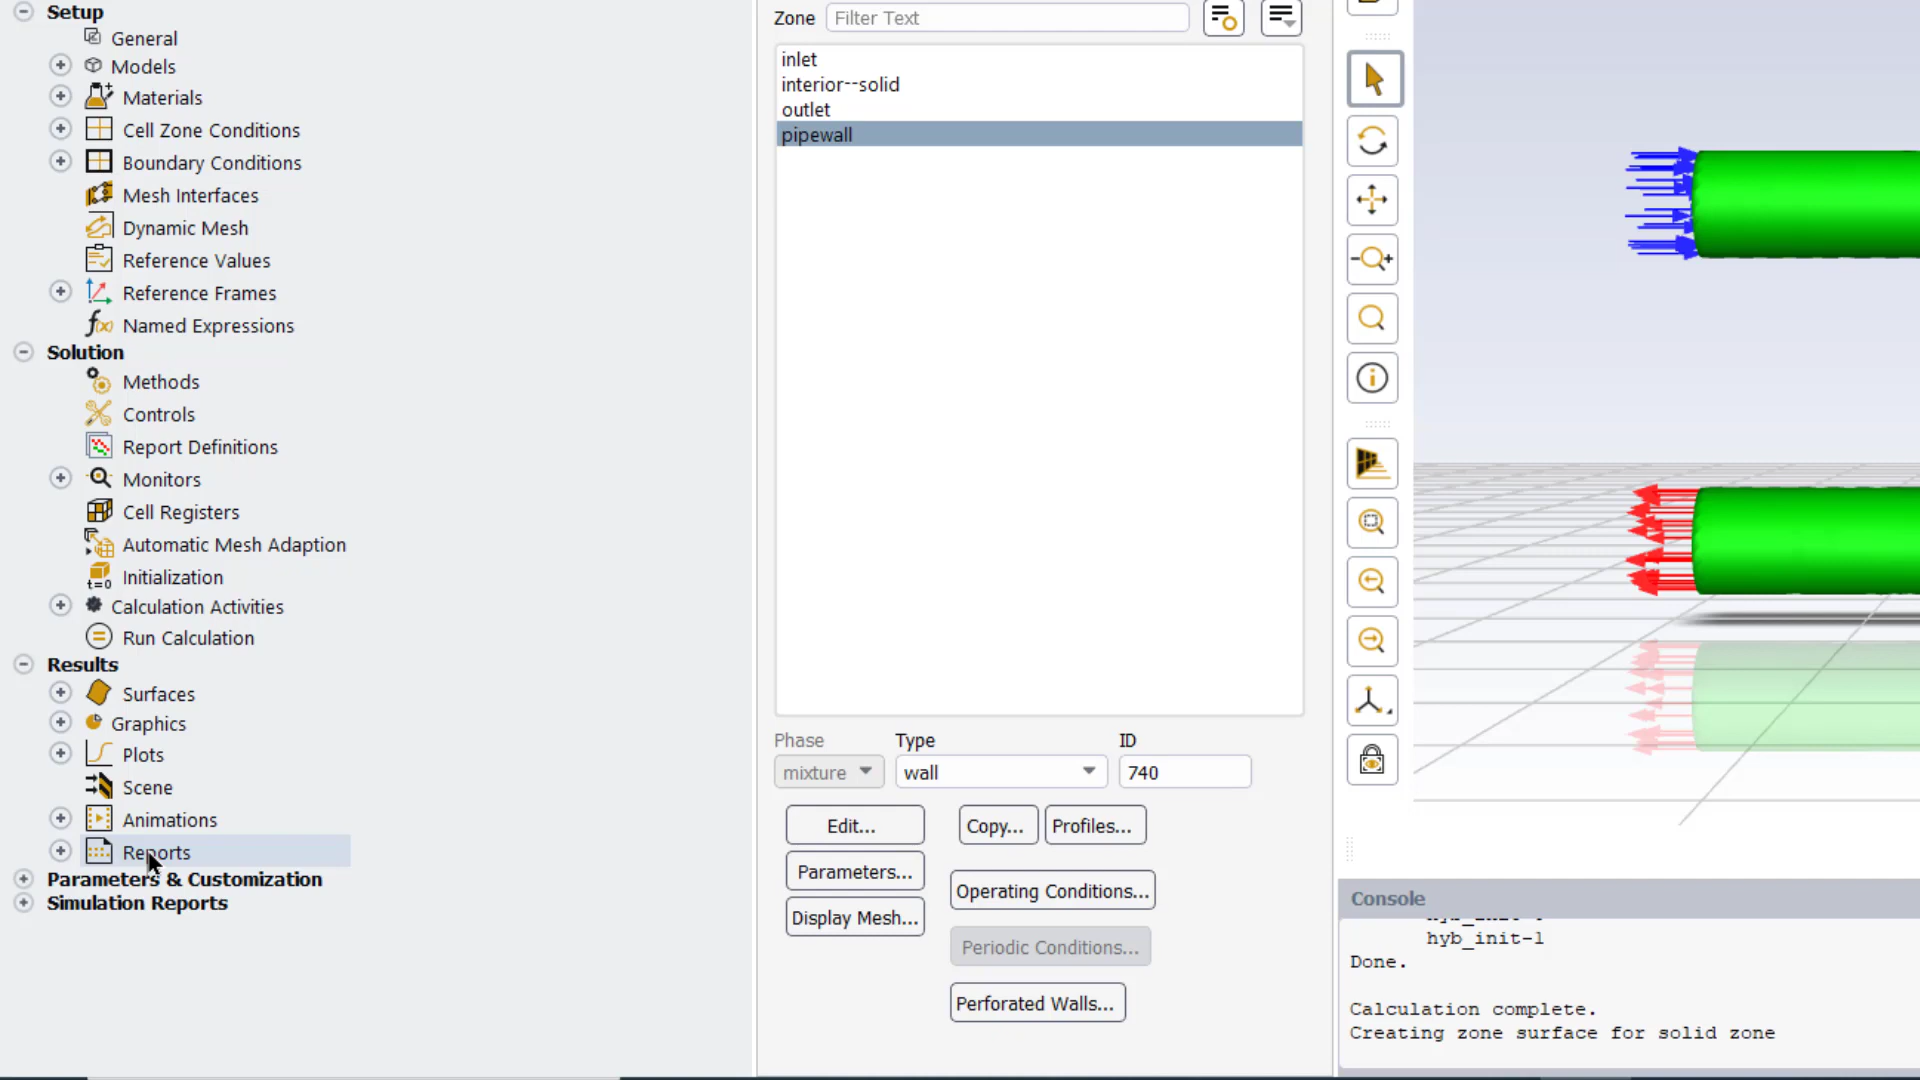 Setup
General
Models
Materials
Cell Zone Conditions
Boundary Conditions
Mesh Interfaces
Dynamic Mesh
Reference Values
Reference Frames
f(x) Named Expressions
Solution
Methods
Controls
Report Definitions
Monitors
Cell Registers
Automatic Mesh Adaption
t=0 Initialization
Calculation Activities
Run Calculation
Results
Surfaces
Graphics
Plots
Scene
Animations
Reports
Parameters & Customization
Simulation Reports
Zone Filter Text
inlet
interior--solid
outlet
pipewall
Phase Type ID
mixture wall 740
Edit... Copy... Profiles...
Parameters...
Operating Conditions...
Display Mesh...
Periodic Conditions...
Perforated Walls...
Console
hyb_init-1
Done.
Calculation complete.
Creating zone surface for solid zone